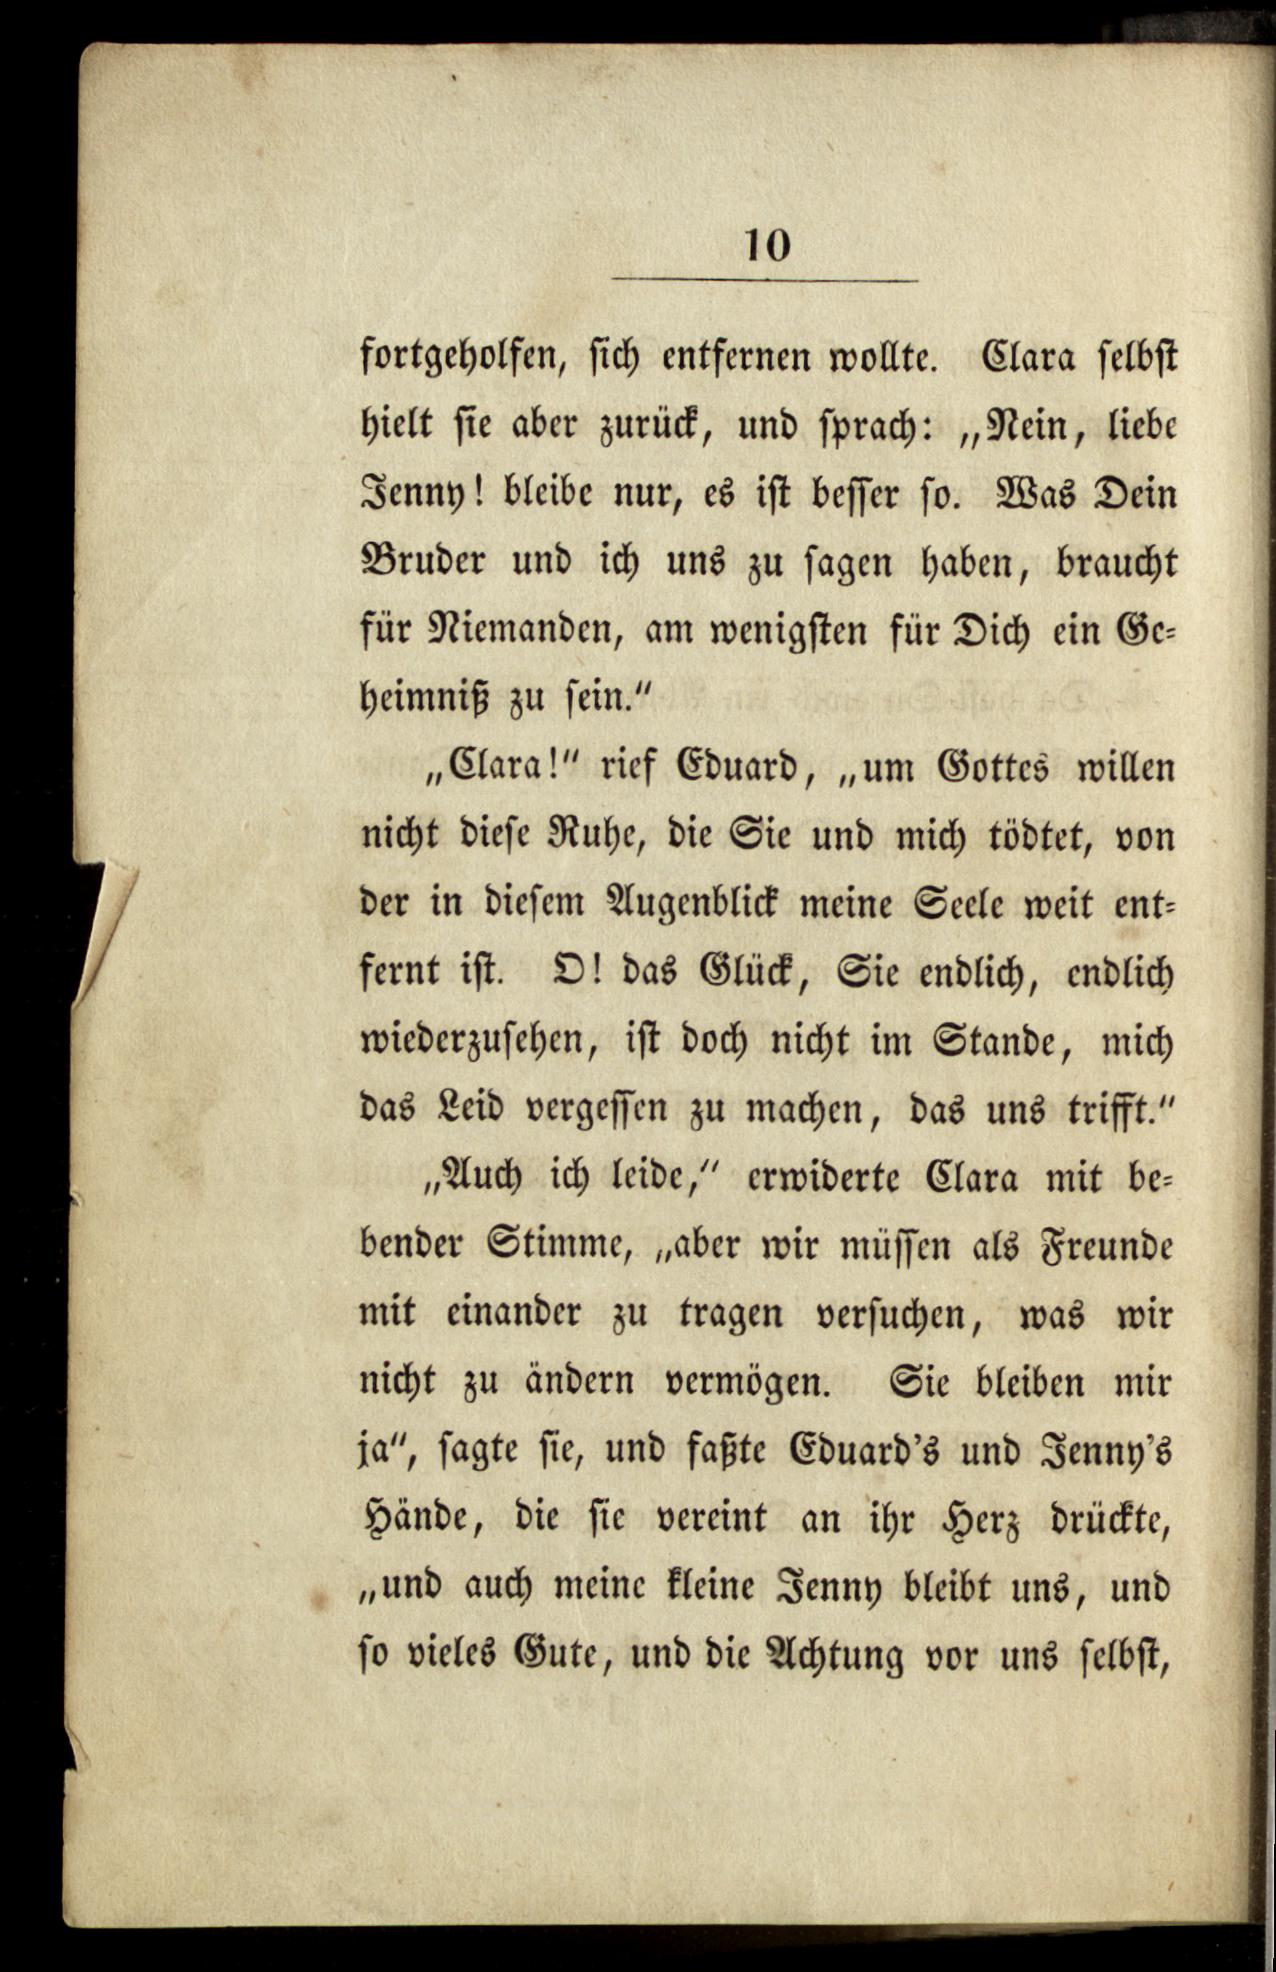 10
fortgeholfen, ſich entfernen wollte. Clara ſelbſt
hielt ſie aber zurück, und ſprach: „Nein, liebe
Jenny! bleibe nur, es iſt beſſer ſo. Was Dein
Bruder und ich uns zu ſagen haben, braucht
für Niemanden, am wenigſten für Dich ein Ge-
heimniß zu ſein.“
„Clara!“ rief Eduard, „um Gottes willen
nicht dieſe Ruhe, die Sie und mich tödtet, von
der in dieſem Augenblick meine Seele weit ent-
fernt iſt. O! das Glück, Sie endlich, endlich
wiederzuſehen, iſt doch nicht im Stande, mich
das Leid vergeſſen zu machen, das uns trifft.“
„Auch ich leide,“ erwiderte Clara mit be-
bender Stimme, „aber wir müſſen als Freunde
mit einander zu tragen verſuchen, was wir
nicht zu ändern vermögen. Sie bleiben mir
ja“, ſagte ſie, und faßte Eduard’s und Jenny’s
Hände, die ſie vereint an ihr Herz drückte,
„und auch meine kleine Jenny bleibt uns, und
ſo vieles Gute, und die Achtung vor uns ſelbſt,